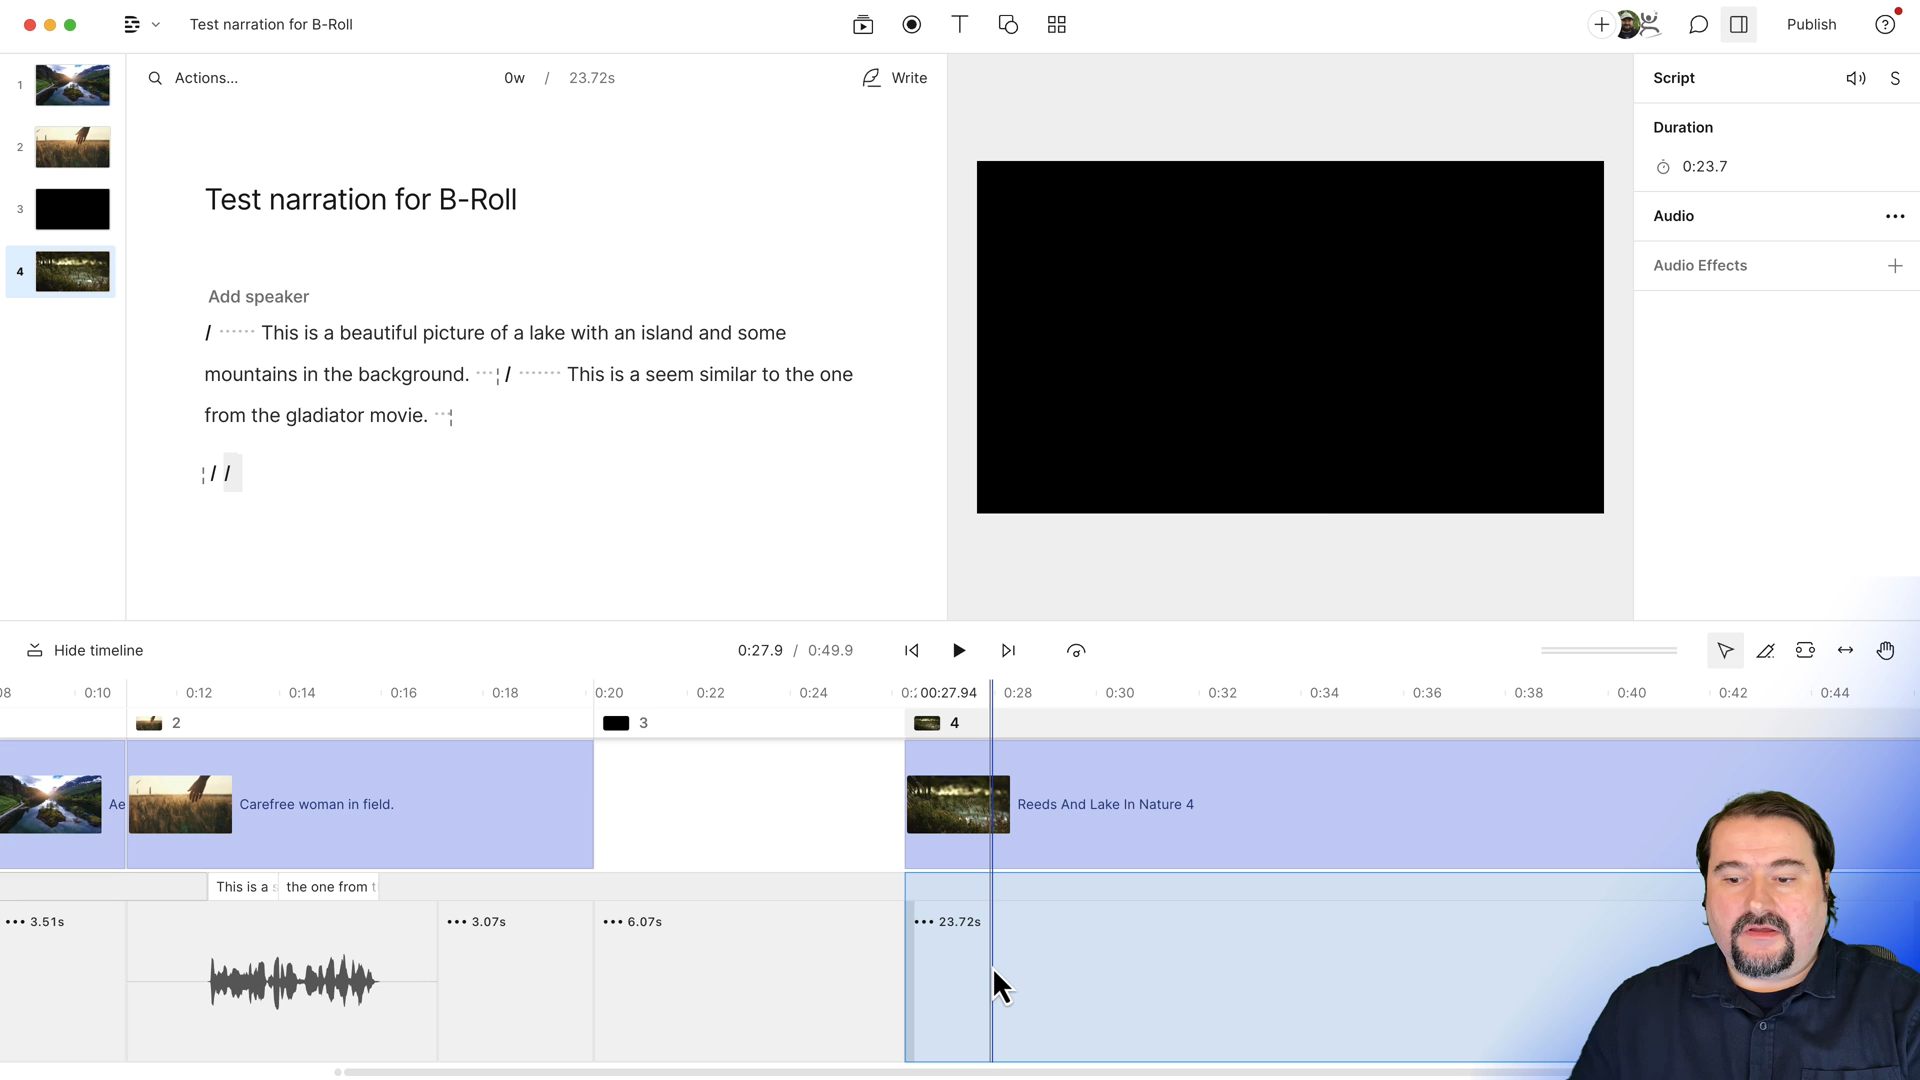 Test narration for B-Roll
Publish
Actions...
0w / 23.72s
Write
Script
S
Duration
0:23.7
Audio
Audio Effects
1
2
3
4
Test narration for B-Roll
Add speaker
/ ······ This is a beautiful picture of a lake with an island and some
mountains in the background. ···¦ / ······· This is a seem similar to the one
from the gladiator movie. ··¦
¦ / /
Hide timeline
0:27.9 / 0:49.9
08 0:10 0:12 0:14 0:16 0:18 0:20 0:22 0:24 0:2 00:27.94 0:28 0:30 0:32 0:34 0:36 0:38 0:40 0:42 0:44
2
3
4
Ae
Carefree woman in field.
Reeds And Lake In Nature 4
This is a s
the one from t
••• 3.51s
••• 3.07s
••• 6.07s
••• 23.72s